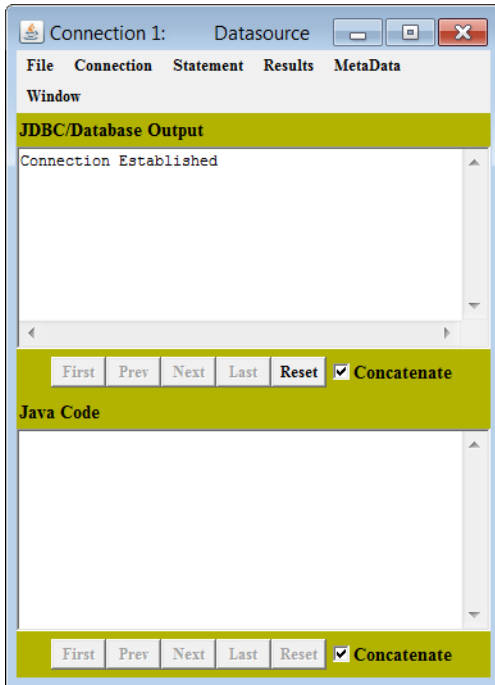 Connection 1: Datasource
File Connection Statement Results MetaData
Window
JDBC/Database Output
Connection Established
First Prev Next Last Reset Concatenate
Java Code
First Prev Next Last Reset Concatenate